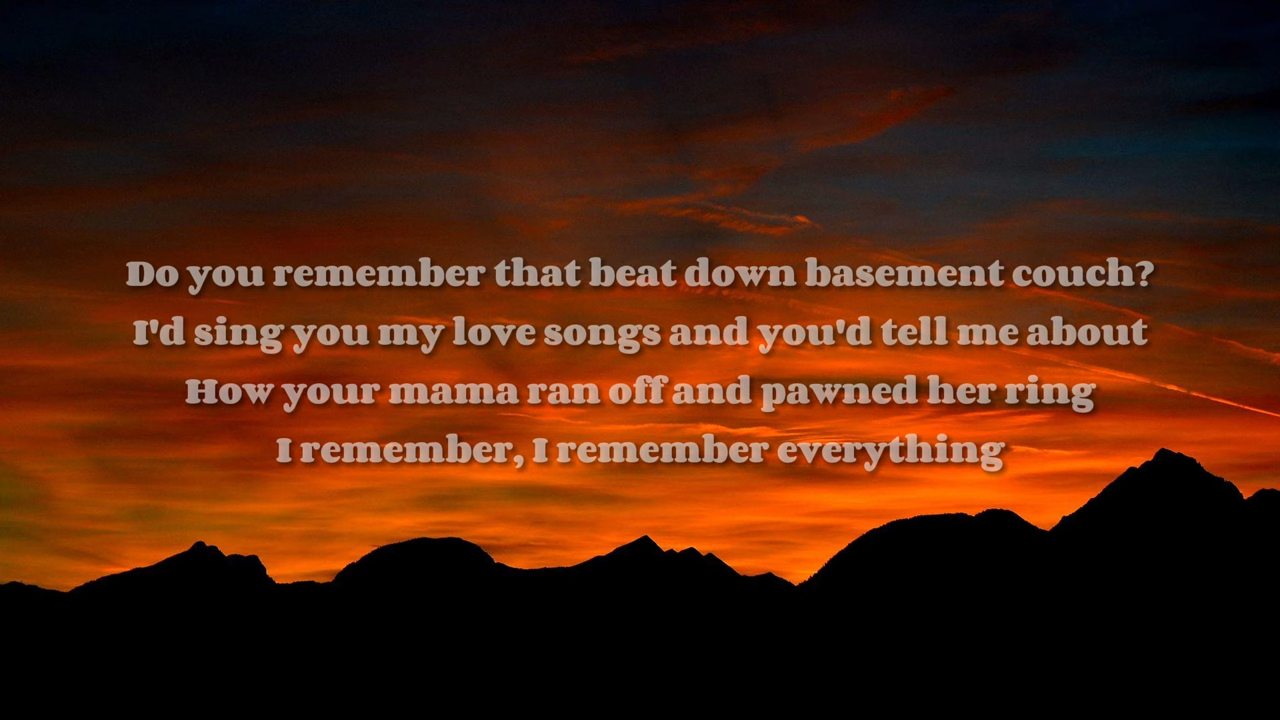 Do you remember that beat down basement couch?
I'd sing you my love songs and you'd tell me about
How your mama ran off and pawned her ring
I remember, I remember everything